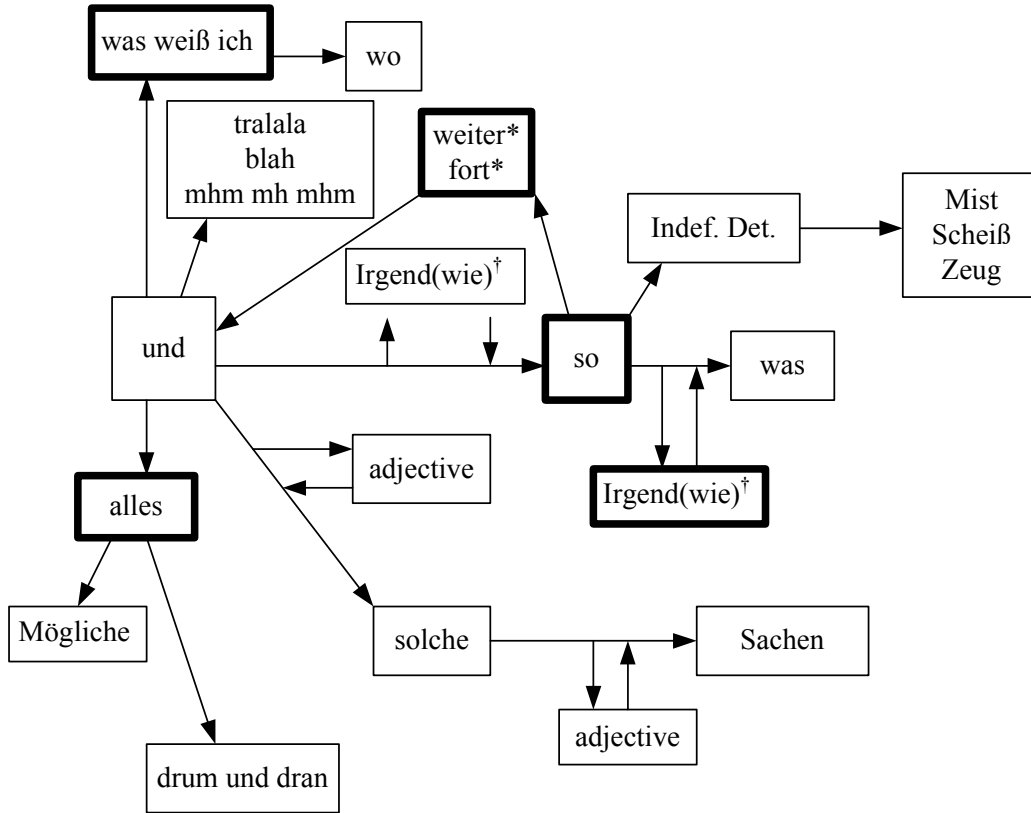 was weiß ich
wo
tralala
blah
mhm mh mhm
weiter*
fort*
Indef. Det.
Mist
Scheiß
Zeug
Irgend(wie)†
und
so
was
adjective
Irgend(wie)†
alles
Mögliche
solche
Sachen
adjective
drum und dran